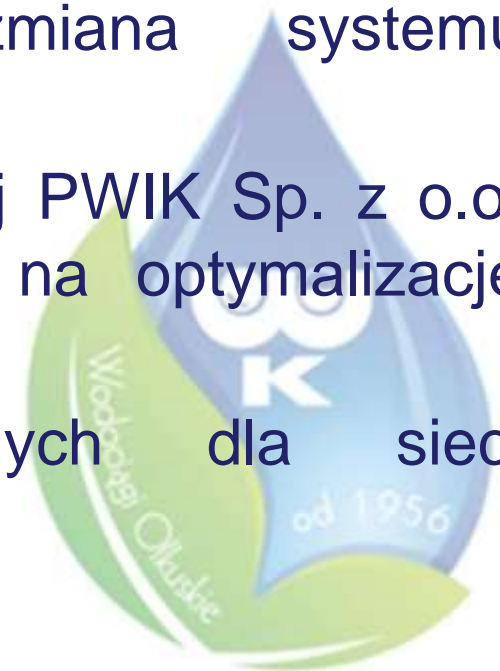 zmiana systemu
j PWIK Sp. z o.o
na optymalizację
K
ych dla sied
od 1956
Wodociągi Olkuskie